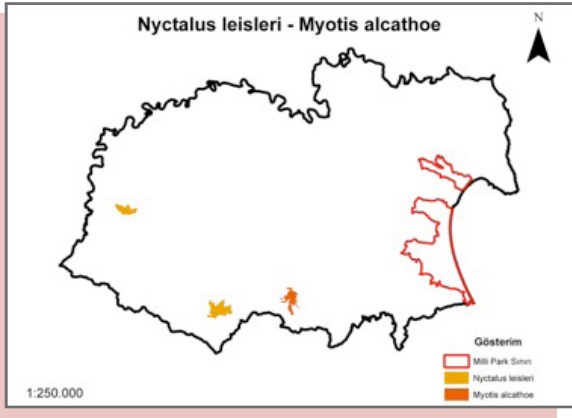 Nyctalus leisleri - Myotis alcathoe
N
Gösterim
Milli Park Sınırı
Nyctalus leisleri
Myotis alcathoe
1:250.000